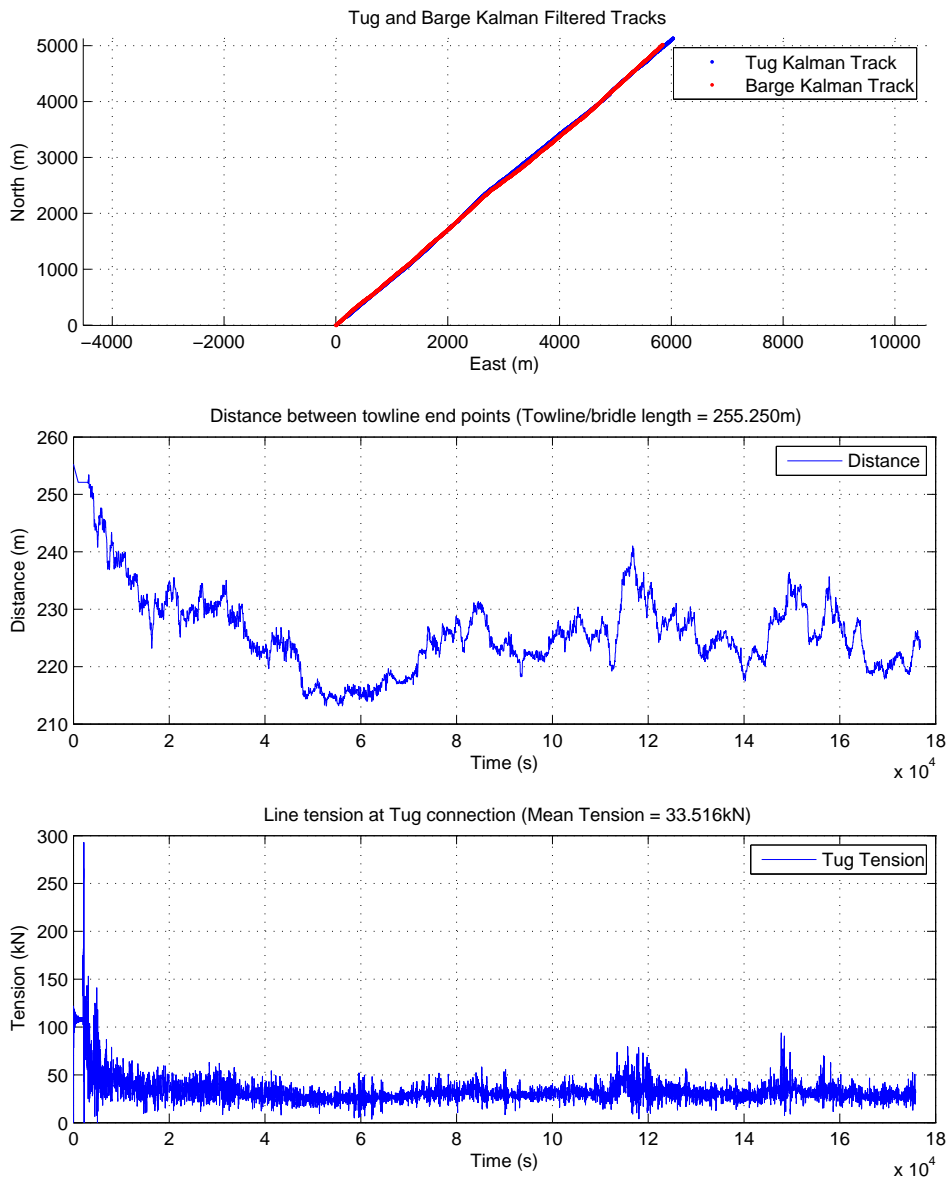 Tug and Barge Kalman Filtered Tracks
5000
4000
3000
2000
1000
0
North (m)
Tug Kalman Track
Barge Kalman Track
−4000 −2000 0 2000 4000 6000 8000 10000
East (m)
Distance between towline end points (Towline/bridle length = 255.250m)
260
250
240
230
220
210
Distance (m)
Distance
0 2 4 6 8 10 12 14 16 18
Time (s)
x 10^4
Line tension at Tug connection (Mean Tension = 33.516kN)
300
250
200
150
100
50
0
Tension (kN)
Tug Tension
0 2 4 6 8 10 12 14 16 18
Time (s)
x 10^4